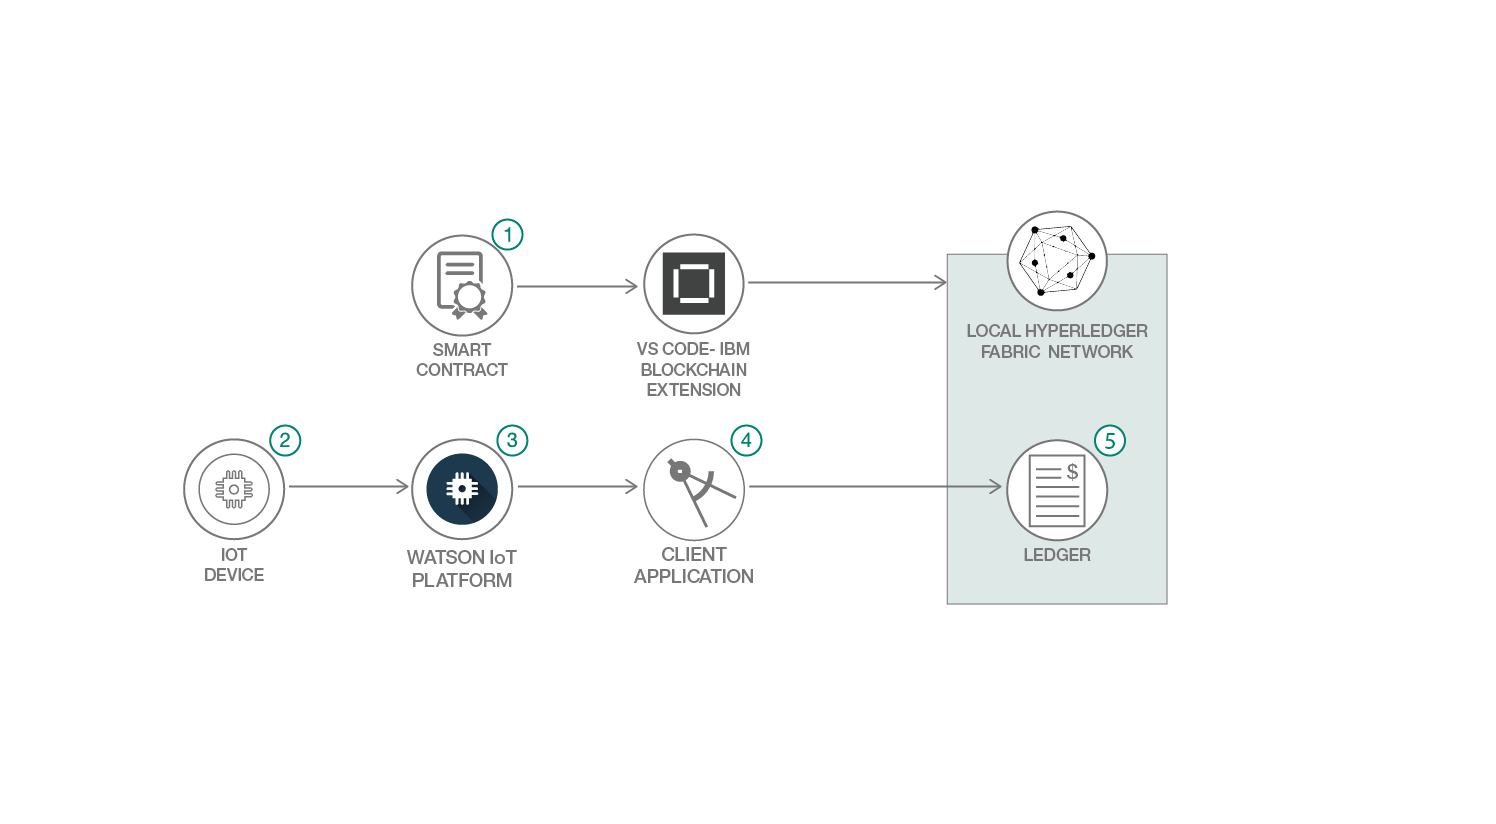 1
SMART
CONTRACT
VS CODE- IBM
BLOCKCHAIN
EXTENSION
LOCAL HYPERLEDGER
FABRIC NETWORK
2
IOT
DEVICE
3
WATSON IoT
PLATFORM
4
CLIENT
APPLICATION
5
$
LEDGER